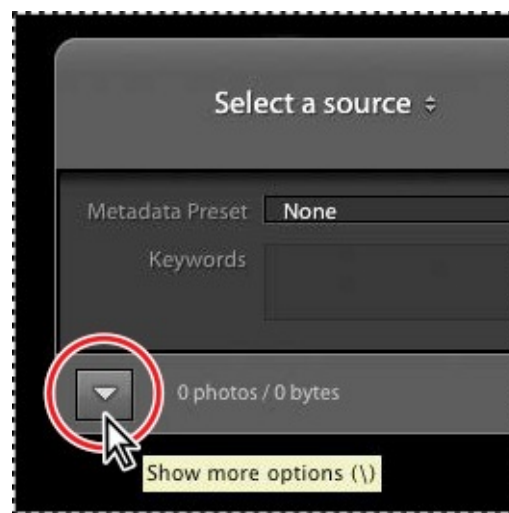 Select a source
Metadata Preset None
Keywords
0 photos / 0 bytes
Show more options (\)